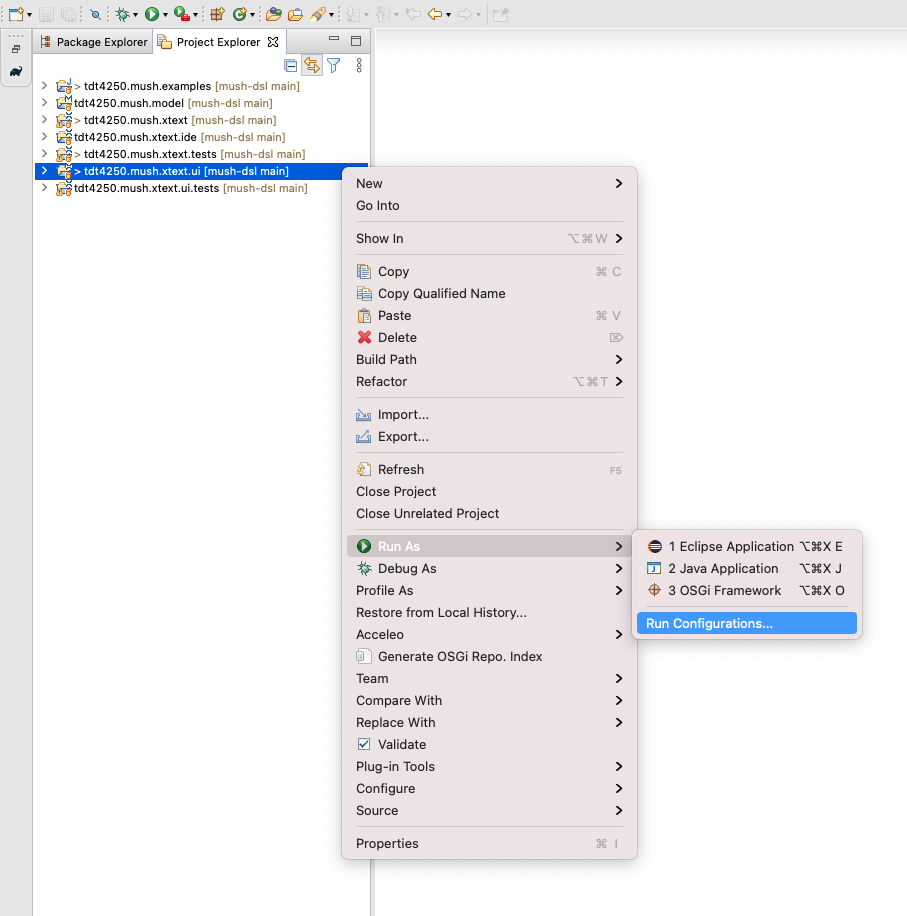 Package Explorer
Project Explorer
> tdt4250.mush.examples [mush-dsl main]
tdt4250.mush.model [mush-dsl main]
> tdt4250.mush.xtext [mush-dsl main]
tdt4250.mush.xtext.ide [mush-dsl main]
> tdt4250.mush.xtext.tests [mush-dsl main]
> tdt4250.mush.xtext.ui [mush-dsl main]
tdt4250.mush.xtext.ui.tests [mush-dsl main]
New
Go Into
Show In ⌥⌘W
Copy ⌘ C
Copy Qualified Name
Paste ⌘ V
Delete ⌦
Build Path
Refactor ⌥⌘T
Import...
Export...
Refresh F5
Close Project
Close Unrelated Project
Run As
Debug As
Profile As
Restore from Local History...
Acceleo
Generate OSGi Repo. Index
Team
Compare With
Replace With
Validate
Plug-in Tools
Configure
Source
Properties ⌘ I
1 Eclipse Application ⌥⌘X E
2 Java Application ⌥⌘X J
3 OSGi Framework ⌥⌘X O
Run Configurations...